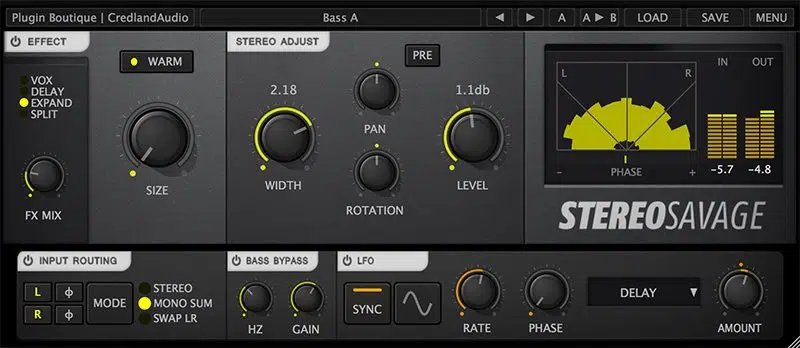 Plugin Boutique | CredlandAudio Bass A A A ▶ B LOAD SAVE MENU
EFFECT
VOX
DELAY
EXPAND
SPLIT
FX MIX
WARM
SIZE
STEREO ADJUST
PRE
2.18
WIDTH
PAN
ROTATION
1.1db
LEVEL
L R
- PHASE +
IN OUT
-5.7 -4.8
STEREOSAVAGE
INPUT ROUTING
L ϕ
R ϕ
MODE
STEREO
MONO SUM
SWAP LR
BASS BYPASS
HZ GAIN
LFO
SYNC
RATE
PHASE
DELAY
AMOUNT